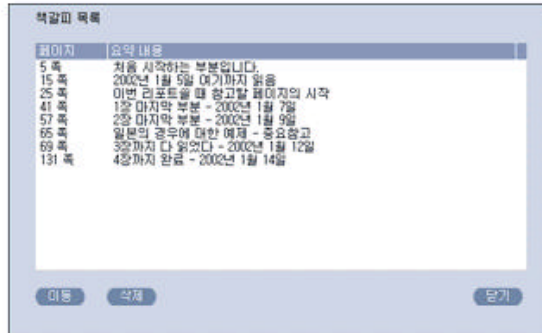 책갈피 목록
페이지 요약 내용
5 쪽 처음 시작하는 부분입니다.
15 쪽 2002년 1월 5일 여기까지 읽음
25 쪽 이번 리포트쓸 때 참고할 페이지의 시작
41 쪽 1장 마지막 부분 - 2002년 1월 7일
57 쪽 2장 마지막 부분 - 2002년 1월 9일
65 쪽 일본의 경우에 대한 예제 - 중요참고
69 쪽 3장까지 다 읽었다 - 2002년 1월 12일
131 쪽 4장까지 완료 - 2002년 1월 14일
이동 삭제 닫기